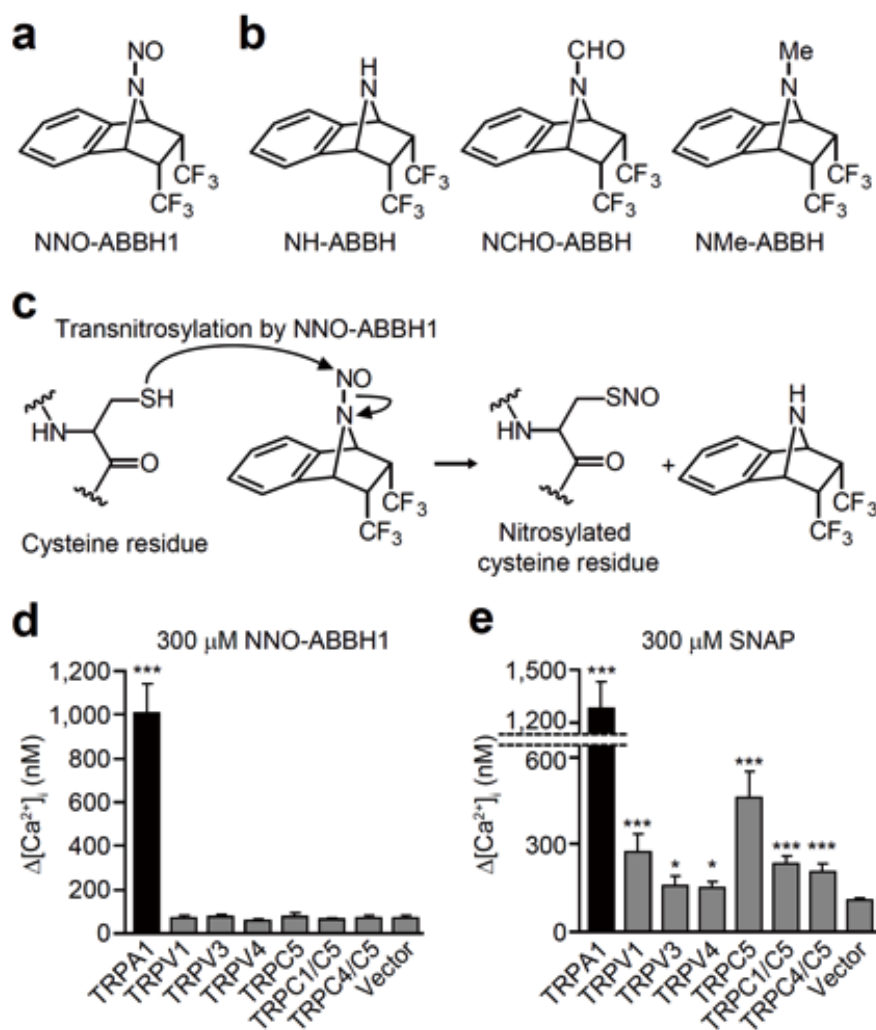 a
NO
N
CF₃
CF₃
NNO-ABBH1
b
H
N
CF₃
CF₃
NH-ABBH
CHO
N
CF₃
CF₃
NCHO-ABBH
Me
N
CF₃
CF₃
NMe-ABBH
c
Transnitrosylation by NNO-ABBH1
SH
HN
O
Cysteine residue
NO
N
CF₃
CF₃
SNO
HN
O
Nitrosylated
cysteine residue
+
H
N
CF₃
CF₃
d
300 μM NNO-ABBH1
Δ[Ca²⁺]ᵢ (nM)
1,200
1,000
800
600
400
200
0
***
TRPA1
TRPV1
TRPV3
TRPV4
TRPC5
TRPC1/C5
TRPC4/C5
Vector
e
300 μM SNAP
Δ[Ca²⁺]ᵢ (nM)
1,500
1,200
600
300
0
***
***
*
*
***
***
***
TRPA1
TRPV1
TRPV3
TRPV4
TRPC5
TRPC1/C5
TRPC4/C5
Vector